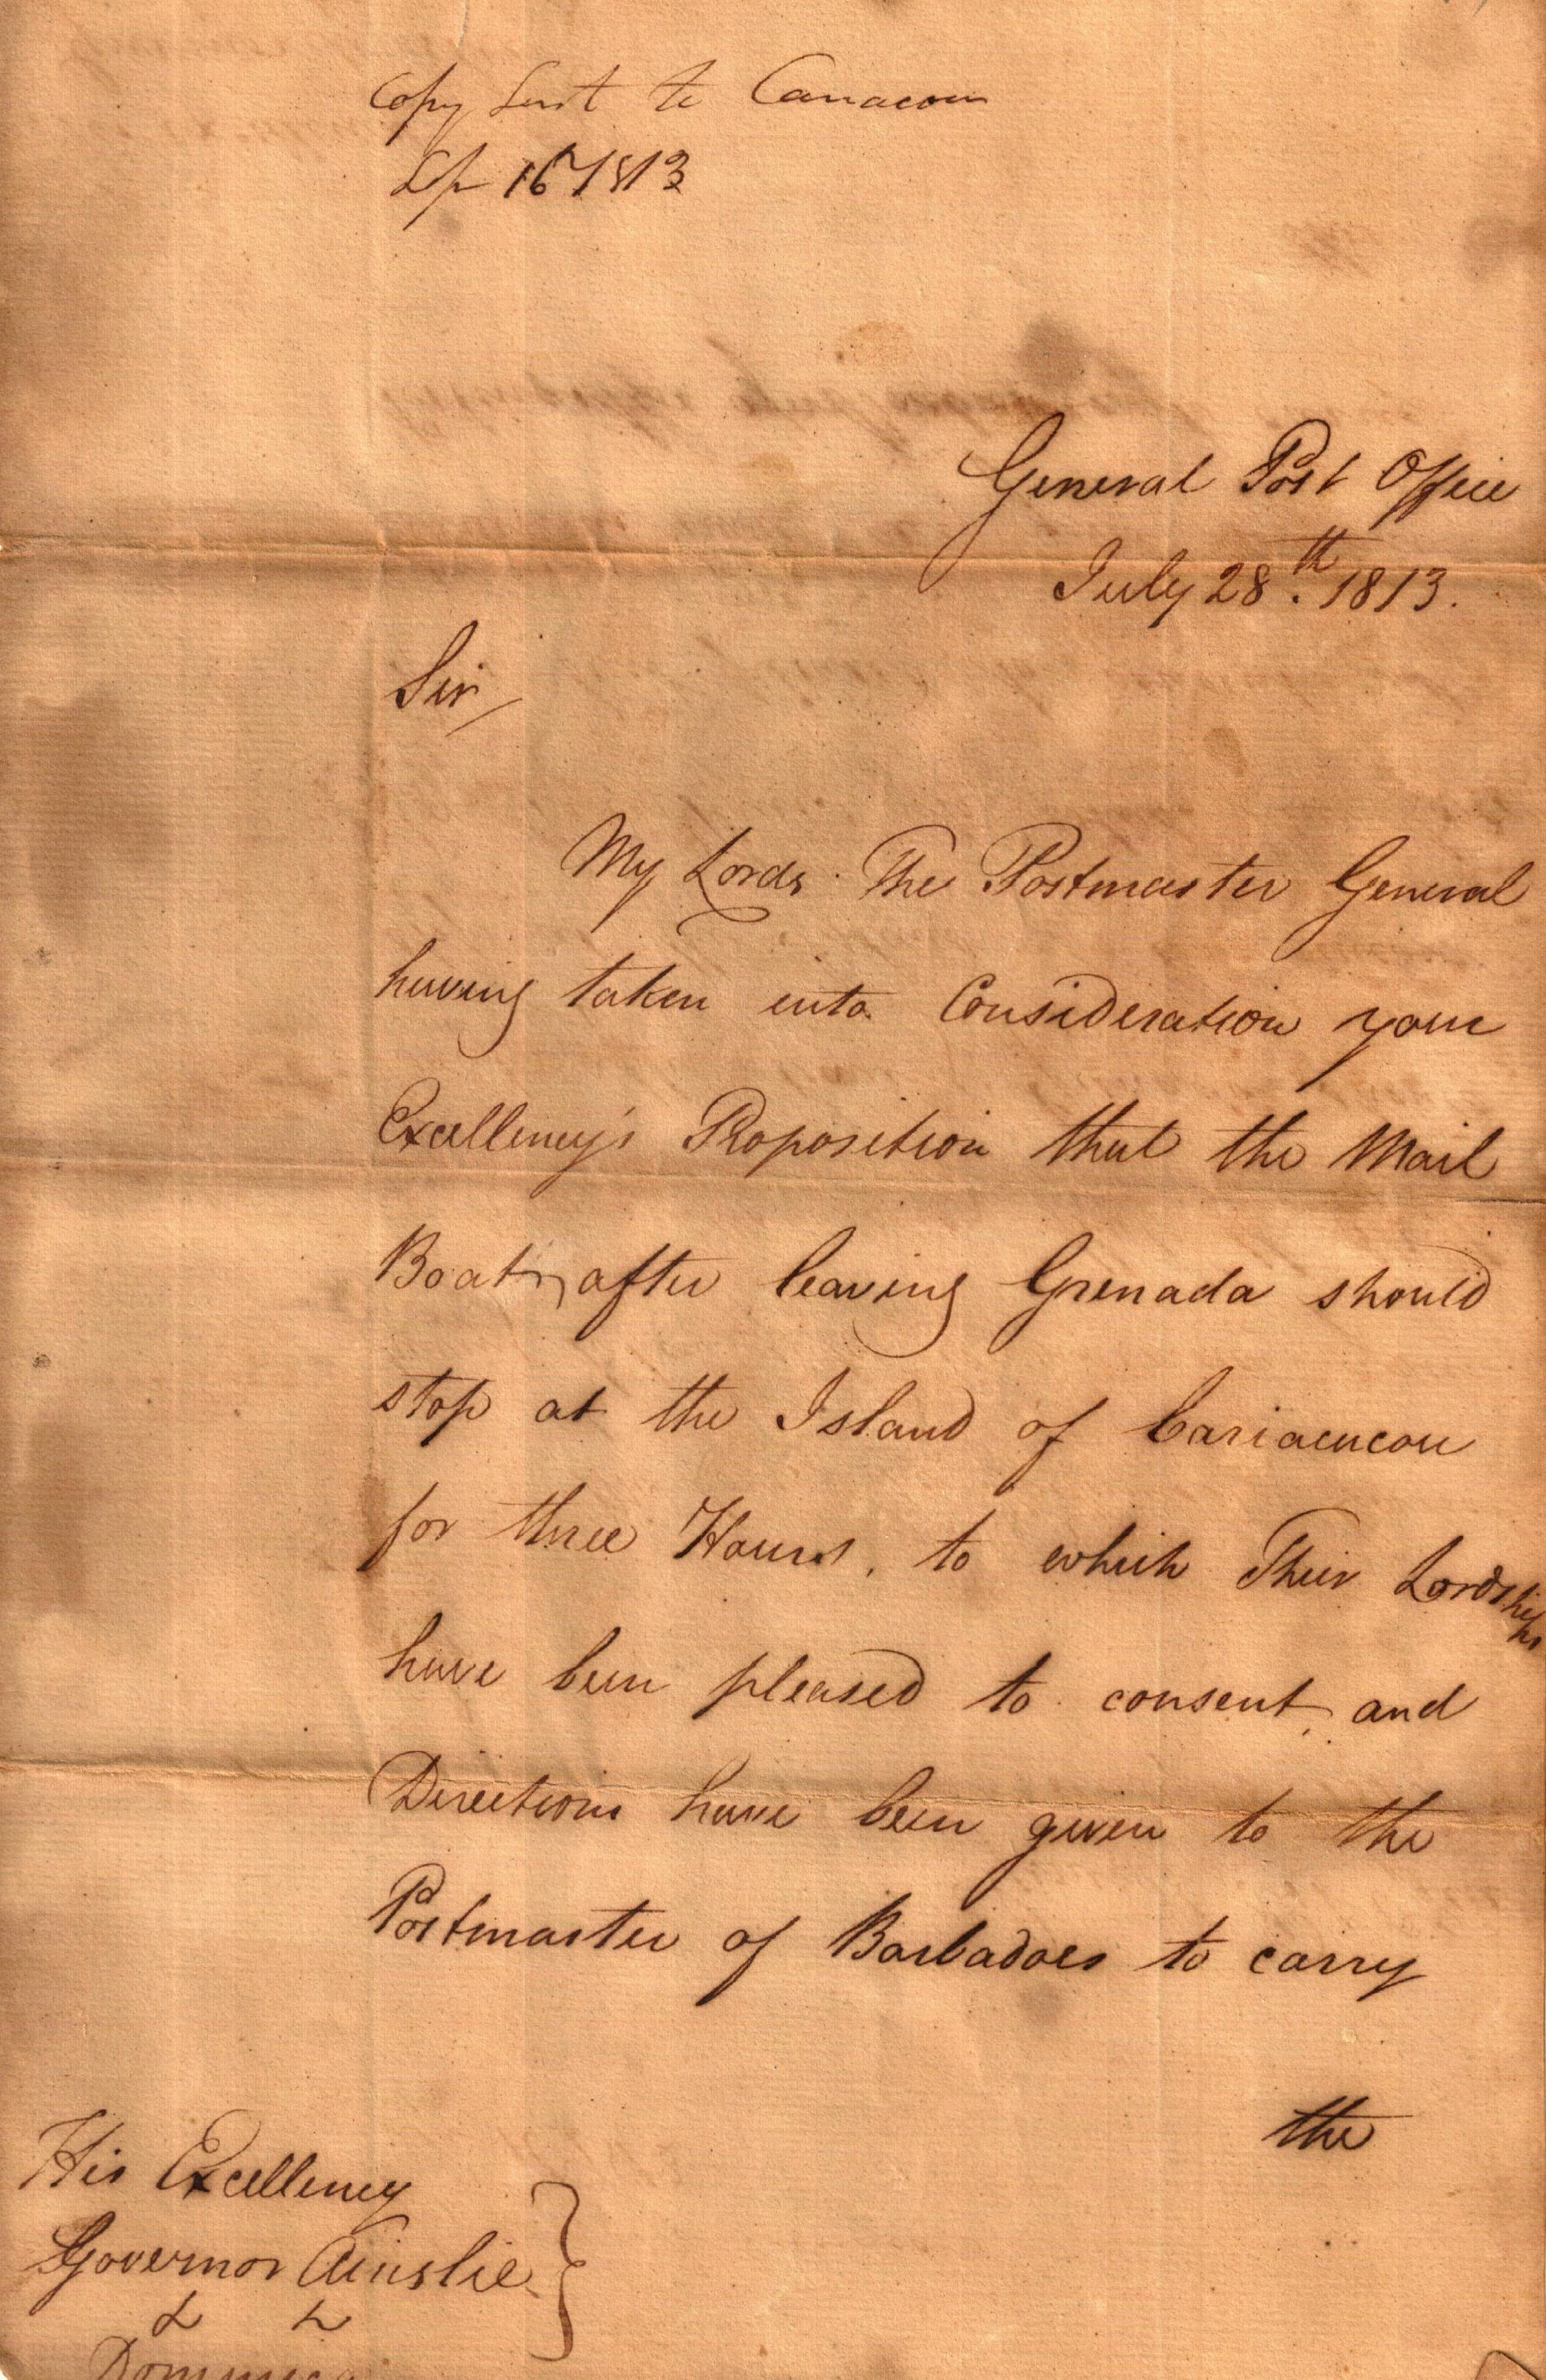 Copy sent to Cariacou
Sep 16 1813
General Post Office
July 28th. 1813.
Sir
My Lords The Postmaster General
having taken into Consideration your
Excellency's Proposition that the Mail
Boats, after leaving Grenada should
stop at the Island of Cariacucou
for three Hours, to which Their Lordships
have been pleased to consent, and
Directions have been given to the
Postmaster of Barbadoes to carry
the
His Excellency
Governor Ainslie
Dominica